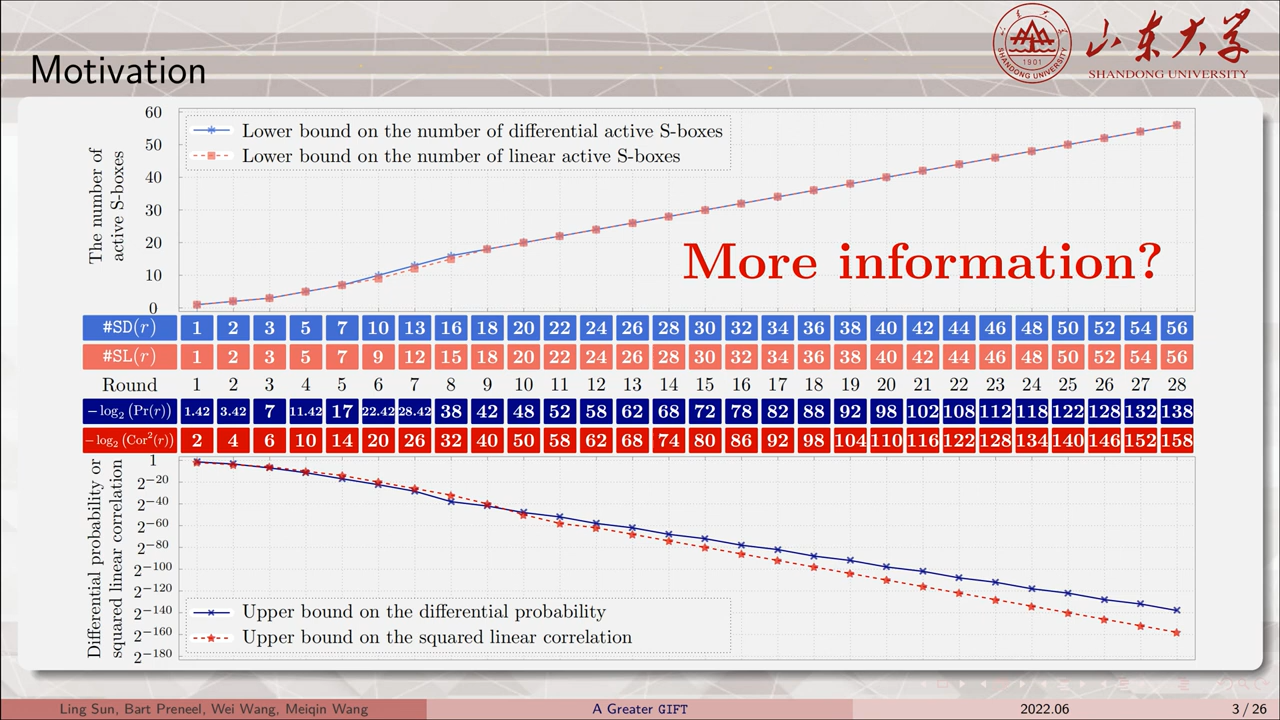 Motivation
SHANDONG UNIVERSITY
1901
山东大学
SHANDONG UNIVERSITY
60
50
40
30
20
10
0
The number of
active S-boxes
Lower bound on the number of differential active S-boxes
Lower bound on the number of linear active S-boxes
More information?
#SD(r) 1 2 3 5 7 10 13 16 18 20 22 24 26 28 30 32 34 36 38 40 42 44 46 48 50 52 54 56
#SL(r) 1 2 3 5 7 9 12 15 18 20 22 24 26 28 30 32 34 36 38 40 42 44 46 48 50 52 54 56
Round 1 2 3 4 5 6 7 8 9 10 11 12 13 14 15 16 17 18 19 20 21 22 23 24 25 26 27 28
−log₂(Pr(r)) 1.42 3.42 7 11.42 17 22.42 28.42 38 42 48 52 58 62 68 72 78 82 88 92 98 102 108 112 118 122 128 132 138
−log₂(Cor²(r)) 2 4 6 10 14 20 26 32 40 50 58 62 68 74 80 86 92 98 104 110 116 122 128 134 140 146 152 158
1
2⁻²⁰
2⁻⁴⁰
2⁻⁶⁰
2⁻⁸⁰
2⁻¹⁰⁰
2⁻¹²⁰
2⁻¹⁴⁰
2⁻¹⁶⁰
2⁻¹⁸⁰
Differential probability or
squared linear correlation
Upper bound on the differential probability
Upper bound on the squared linear correlation
Ling Sun, Bart Preneel, Wei Wang, Meiqin Wang
A Greater GIFT
2022.06
3 / 26